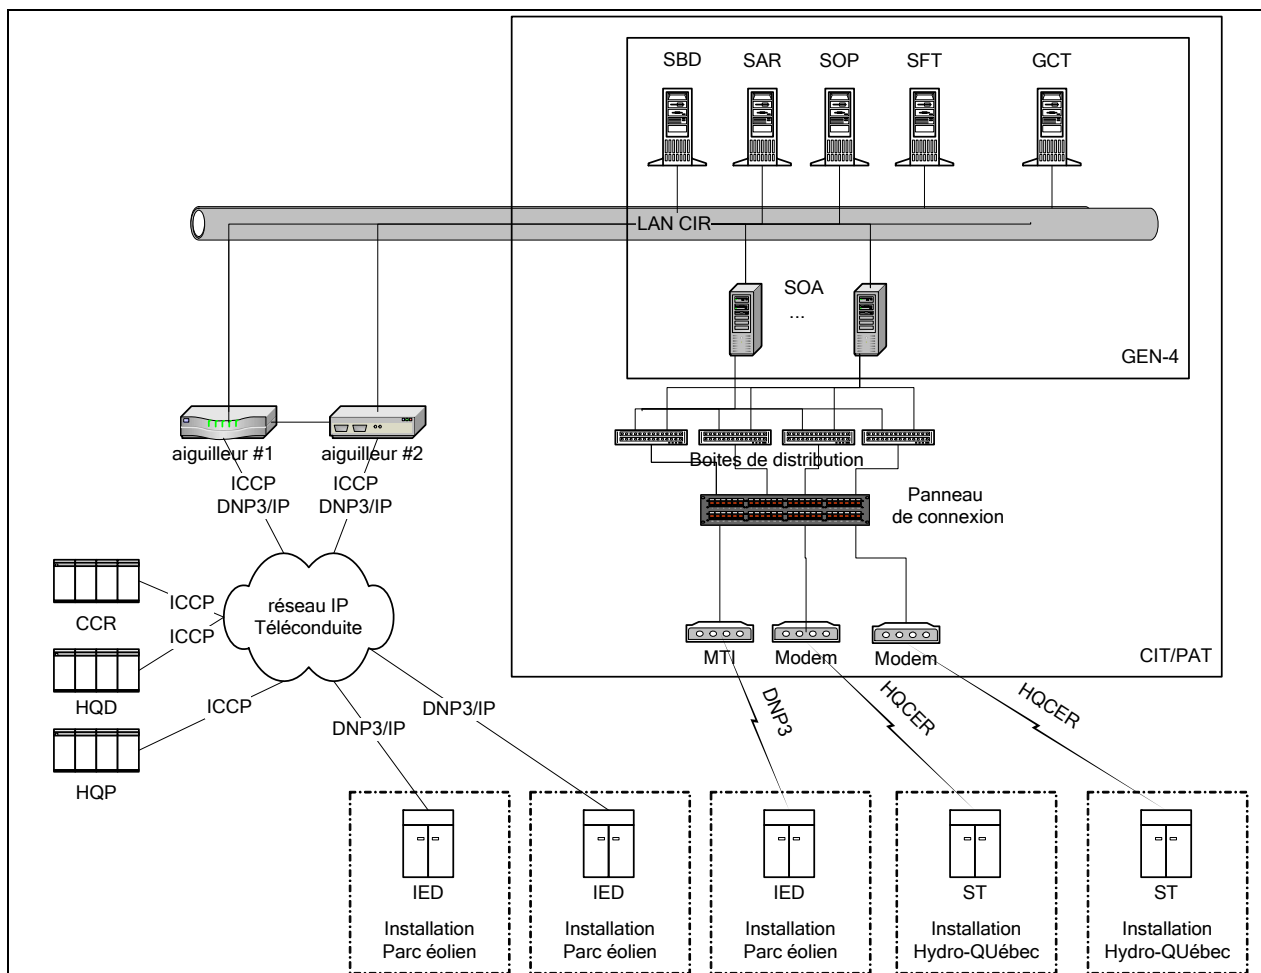 SBD
SAR
SOP
SFT
GCT
LAN CIR
SOA
...
GEN-4
aiguilleur #1
aiguilleur #2
Boites de distribution
ICCP
DNP3/IP
ICCP
DNP3/IP
Panneau
de connexion
CCR
ICCP
réseau IP
Téléconduite
ICCP
HQD
MTI
Modem
Modem
CIT/PAT
ICCP
HQP
DNP3/IP
DNP3/IP
DNP3
HQCER
HQCER
IED
Installation
Parc éolien
IED
Installation
Parc éolien
IED
Installation
Parc éolien
ST
Installation
Hydro-QUébec
ST
Installation
Hydro-QUébec